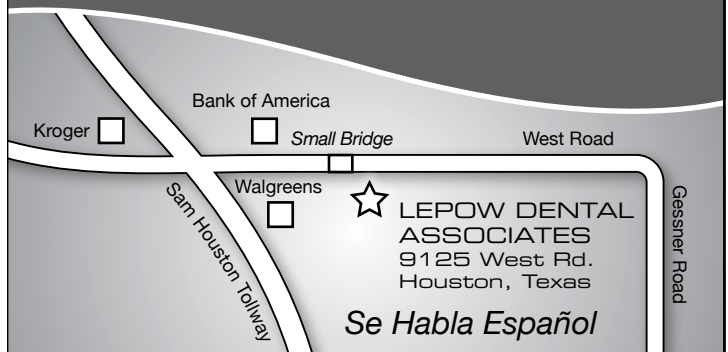 Bank of America
Kroger
Small Bridge
West Road
Walgreens
Sam Houston Tollway
Gessner Road
LEPOW DENTAL
ASSOCIATES
9125 West Rd.
Houston, Texas
Se Habla Español